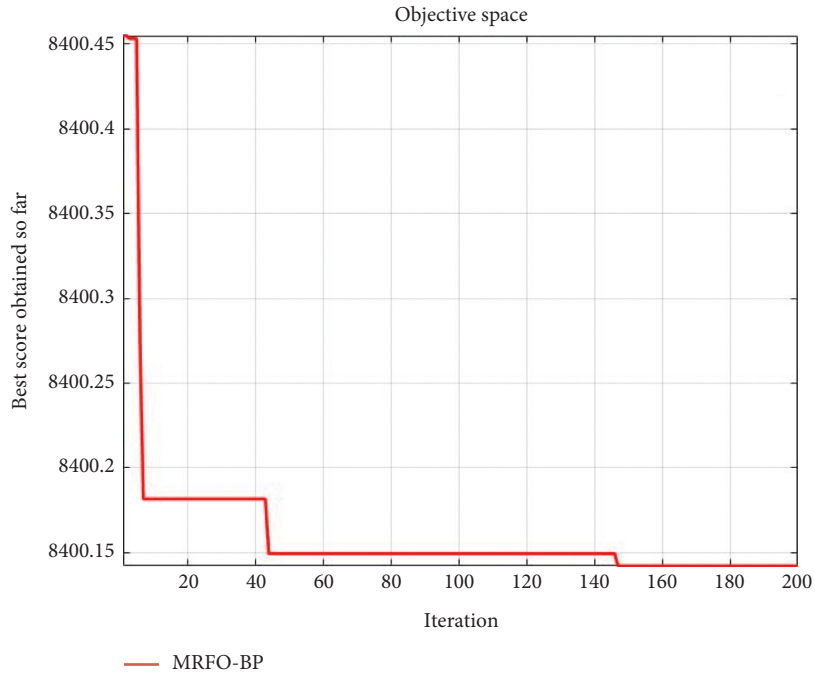 Objective space
Best score obtained so far
8400.45
8400.4
8400.35
8400.3
8400.25
8400.2
8400.15
20 40 60 80 100 120 140 160 180 200
Iteration
MRFO-BP